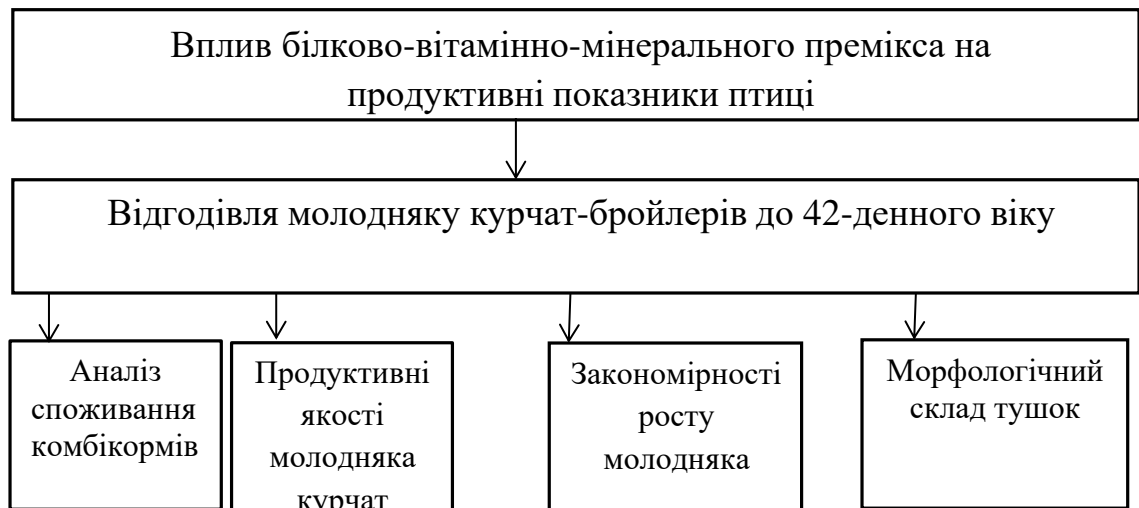 Вплив білково-вітамінно-мінерального премікса на
продуктивні показники птиці
Відгодівля молодняку курчат-бройлерів до 42-денного віку
Аналіз
споживання
комбікормів
Продуктивні
якості
молодняка
курчат
Закономірності
росту
молодняка
Морфологічний
склад тушок